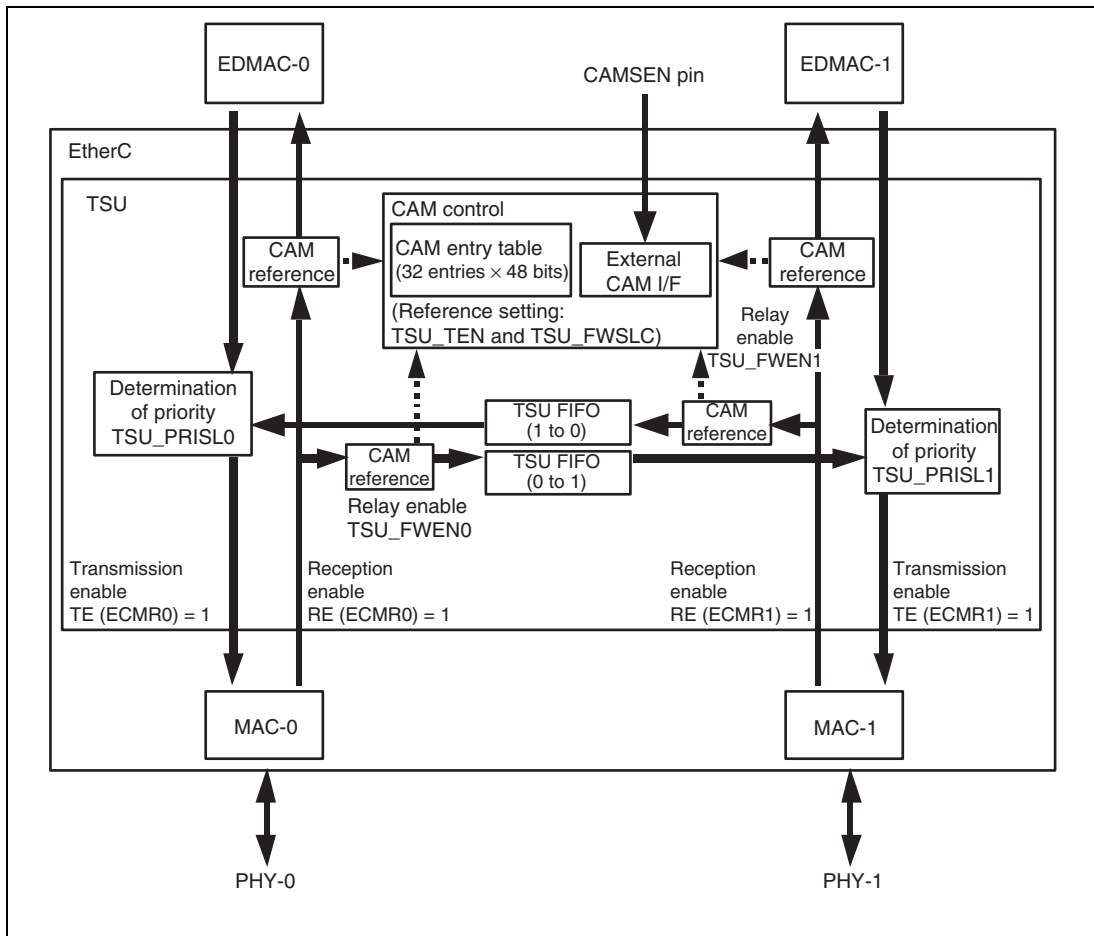 EDMAC-0
EDMAC-1
CAMSEN pin
EtherC
TSU
CAM control
CAM
reference
CAM entry table
(32 entries × 48 bits)
External
CAM I/F
CAM
reference
(Reference setting:
TSU_TEN and TSU_FWSLC)
Relay
enable
TSU_FWEN1
Determination
of priority
TSU_PRISL0
TSU FIFO
(1 to 0)
CAM
reference
Determination
of priority
TSU_PRISL1
CAM
reference
TSU FIFO
(0 to 1)
Relay enable
TSU_FWEN0
Transmission
enable
TE (ECMR0) = 1
Reception
enable
RE (ECMR0) = 1
Reception
enable
RE (ECMR1) = 1
Transmission
enable
TE (ECMR1) = 1
MAC-0
MAC-1
PHY-0
PHY-1